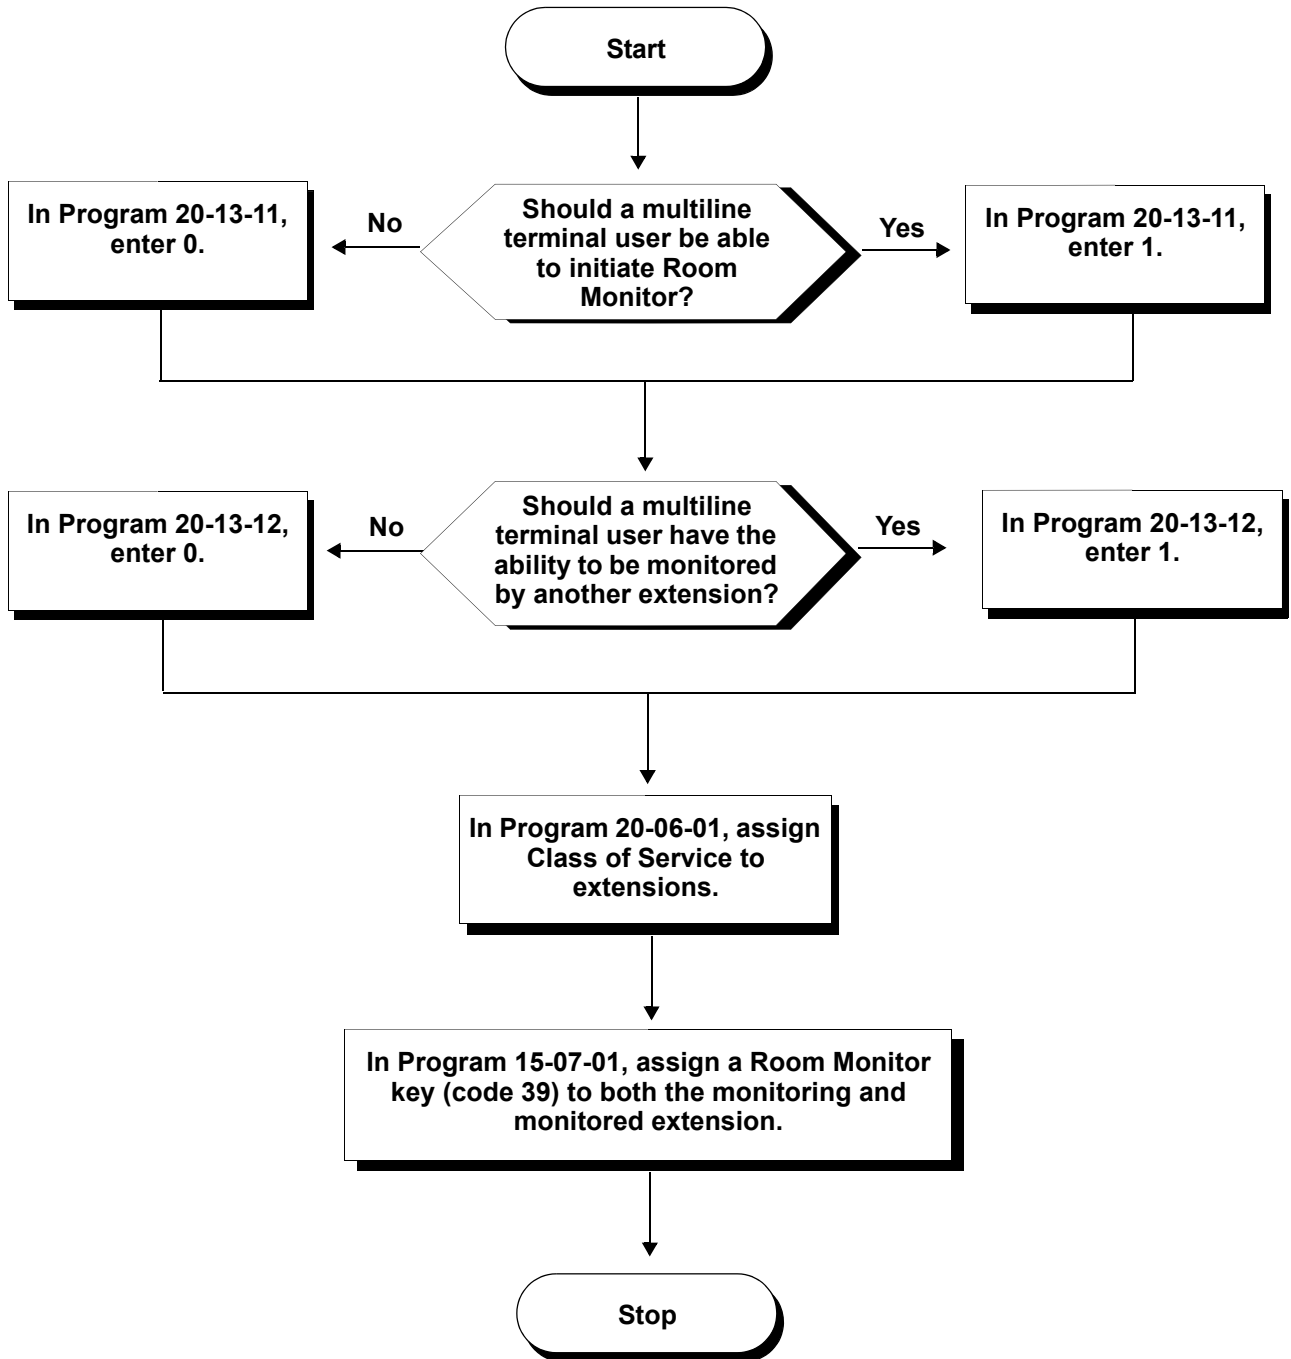 Start
In Program 20-13-11,
enter 0.
No
Should a multiline
terminal user be able
to initiate Room
Monitor?
Yes
In Program 20-13-11,
enter 1.
In Program 20-13-12,
enter 0.
No
Should a multiline
terminal user have the
ability to be monitored
by another extension?
Yes
In Program 20-13-12,
enter 1.
In Program 20-06-01, assign
Class of Service to
extensions.
In Program 15-07-01, assign a Room Monitor
key (code 39) to both the monitoring and
monitored extension.
Stop